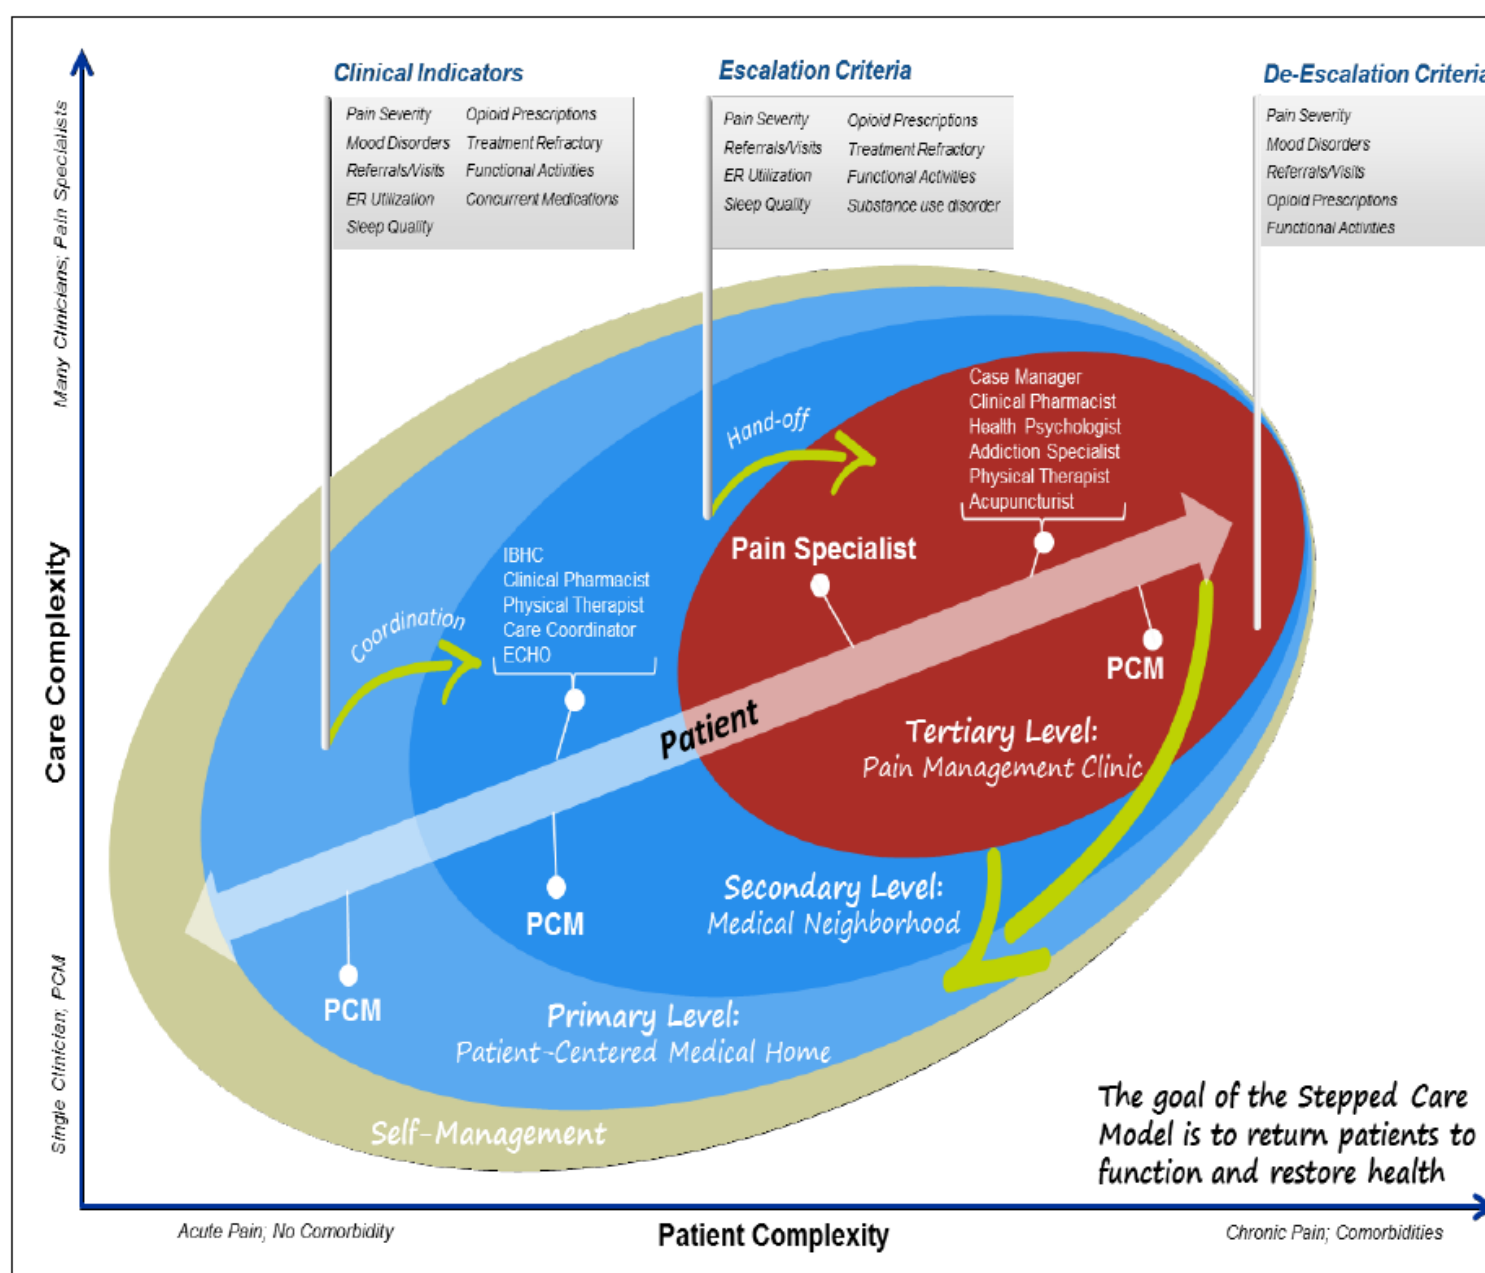 Clinical Indicators
Pain Severity
Opioid Prescriptions
Mood Disorders
Treatment Refractory
Referrals/Visits
Functional Activities
ER Utilization
Concurrent Medications
Sleep Quality
Escalation Criteria
Pain Severity
Opioid Prescriptions
Referrals/Visits
Treatment Refractory
ER Utilization
Functional Activities
Sleep Quality
Substance use disorder
De-Escalation Criteria
Pain Severity
Mood Disorders
Referrals/Visits
Opioid Prescriptions
Functional Activities
Many Clinicians; Pain Specialists
Care Complexity
Single Clinician; PCM
Hand-off
Case Manager
Clinical Pharmacist
Health Psychologist
Addiction Specialist
Physical Therapist
Acupuncturist
Pain Specialist
Coordination
IBHC
Clinical Pharmacist
Physical Therapist
Care Coordinator
ECHO
PCM
Patient
Tertiary Level:
Pain Management Clinic
Secondary Level:
Medical Neighborhood
PCM
PCM
Primary Level:
Patient-Centered Medical Home
Self-Management
The goal of the Stepped Care
Model is to return patients to
function and restore health
Acute Pain; No Comorbidity
Patient Complexity
Chronic Pain; Comorbidities